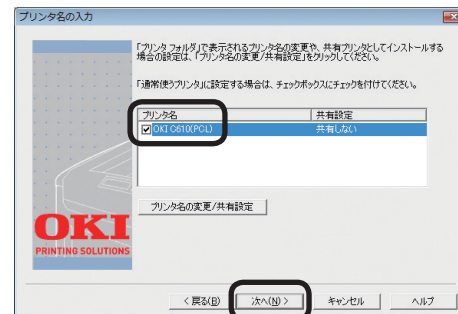 プリンタ名の入力
「プリンタ フォルダ」で表示されるプリンタ名の変更や、共有プリンタとしてインストールする
場合の設定は、「プリンタ名の変更/共有設定」をクリックしてください。
「通常使うプリンタ」に設定する場合は、チェックボックスにチェックを付けてください。
プリンタ名 共有設定
OKI C610(PCL) 共有しない
プリンタ名の変更/共有設定
OKI
PRINTING SOLUTIONS
< 戻る(B) 次へ(N) > キャンセル ヘルプ